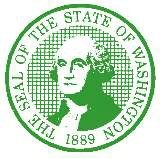 THE SEAL OF THE STATE OF WASHINGTON
1889